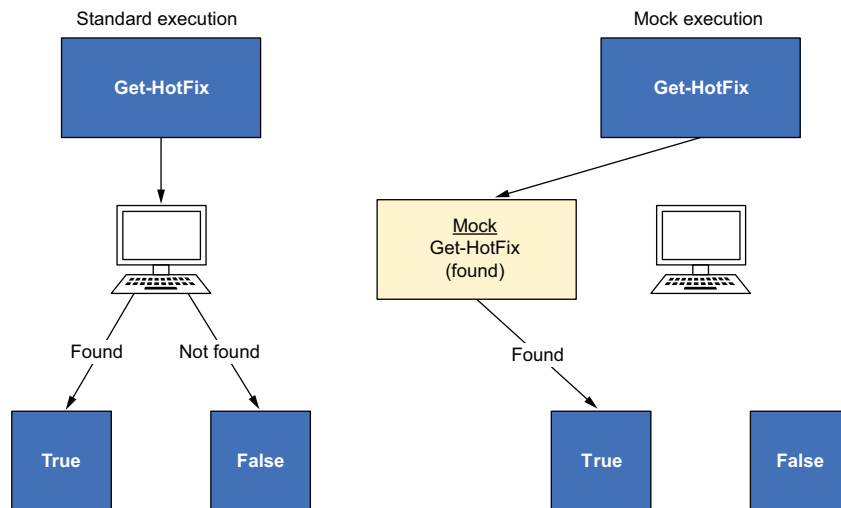 Standard execution
Mock execution
Get-HotFix
Get-HotFix
Mock
Get-HotFix
(found)
Found
Not found
Found
True
False
True
False